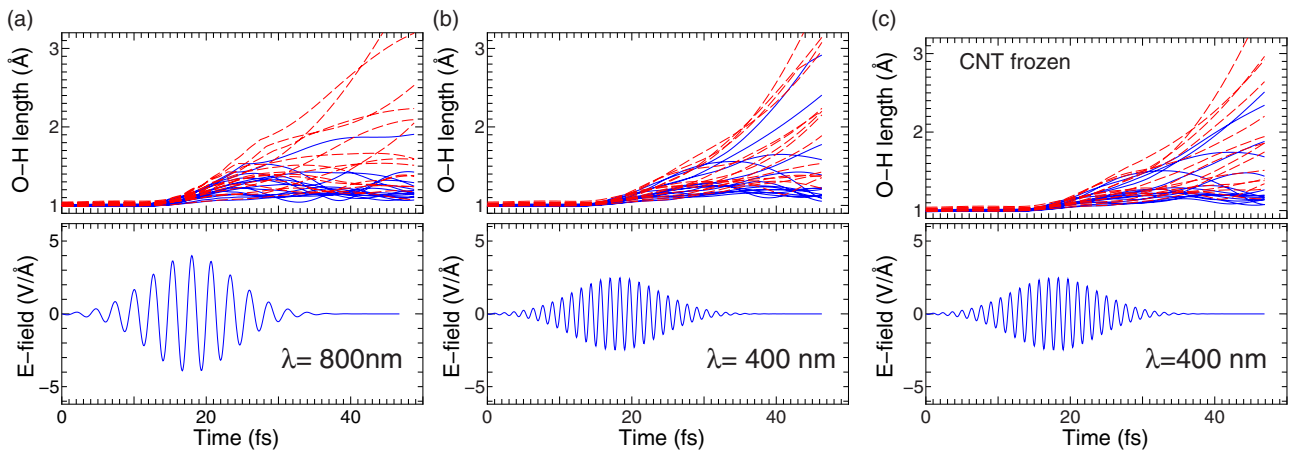 (a)
O–H length (Å)
3
2
1
E–field (V/Å)
5
0
−5
λ= 800nm
0
20
40
Time (fs)
(b)
3
2
1
O–H length (Å)
5
0
−5
E–field (V/Å)
λ= 400 nm
0
20
40
Time (fs)
(c)
CNT frozen
O–H length (Å)
3
2
1
E–field (V/Å)
5
0
−5
λ=400 nm
0
20
40
Time (fs)